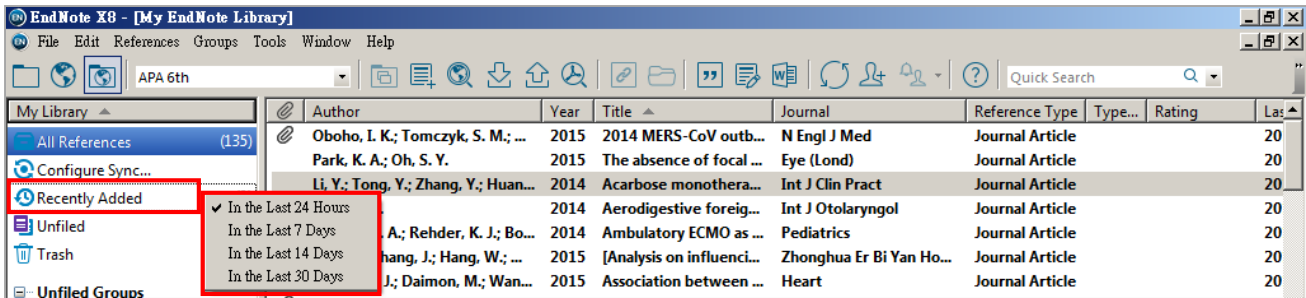 EndNote X8 - [My EndNote Library]
File Edit References Groups Tools Window Help
APA 6th Quick Search
My Library Author Year Title Journal Reference Type Type... Rating Las
All References (135) Oboho, I. K.; Tomczyk, S. M.; ... 2015 2014 MERS-CoV outb... N Engl J Med Journal Article 20
Configure Sync... Park, K. A.; Oh, S. Y. 2015 The absence of focal ... Eye (Lond) Journal Article 20
Recently Added Li, Y.; Tong, Y.; Zhang, Y.; Huan... 2014 Acarbose monothera... Int J Clin Pract Journal Article 20
In the Last 24 Hours 2014 Aerodigestive foreig... Int J Otolaryngol Journal Article 20
Unfiled In the Last 7 Days A.; Rehder, K. J.; Bo... 2014 Ambulatory ECMO as ... Pediatrics Journal Article 20
Trash In the Last 14 Days hang, J.; Hang, W.; ... 2015 [Analysis on influenci... Zhonghua Er Bi Yan Ho... Journal Article 20
In the Last 30 Days J.; Daimon, M.; Wan... 2015 Association between ... Heart Journal Article 20
Unfiled Groups